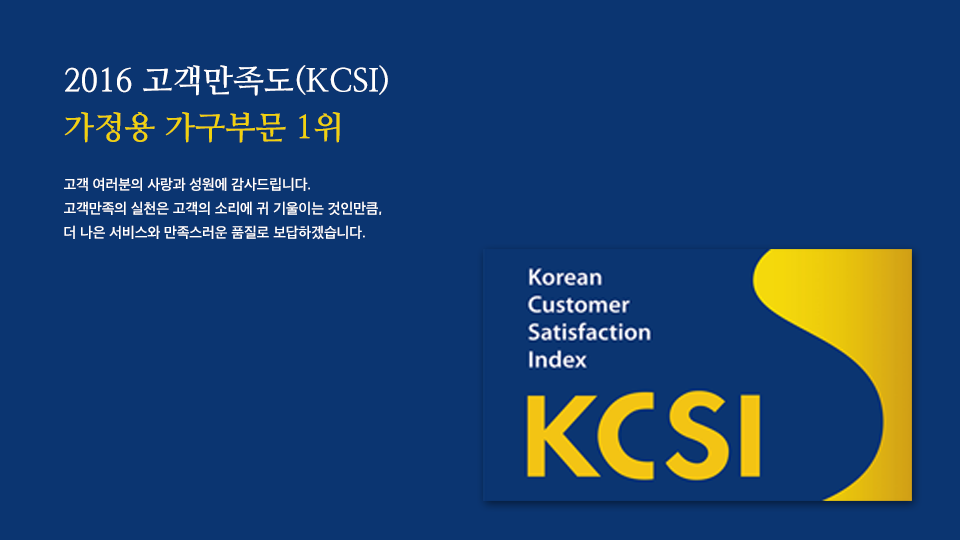 2016 고객만족도(KCSI)
가정용 가구부문 1위
고객 여러분의 사랑과 성원에 감사드립니다.
고객만족의 실천은 고객의 소리에 귀 기울이는 것인만큼,
더 나은 서비스와 만족스러운 품질로 보답하겠습니다.
Korean
Customer
Satisfaction
Index
KCSI